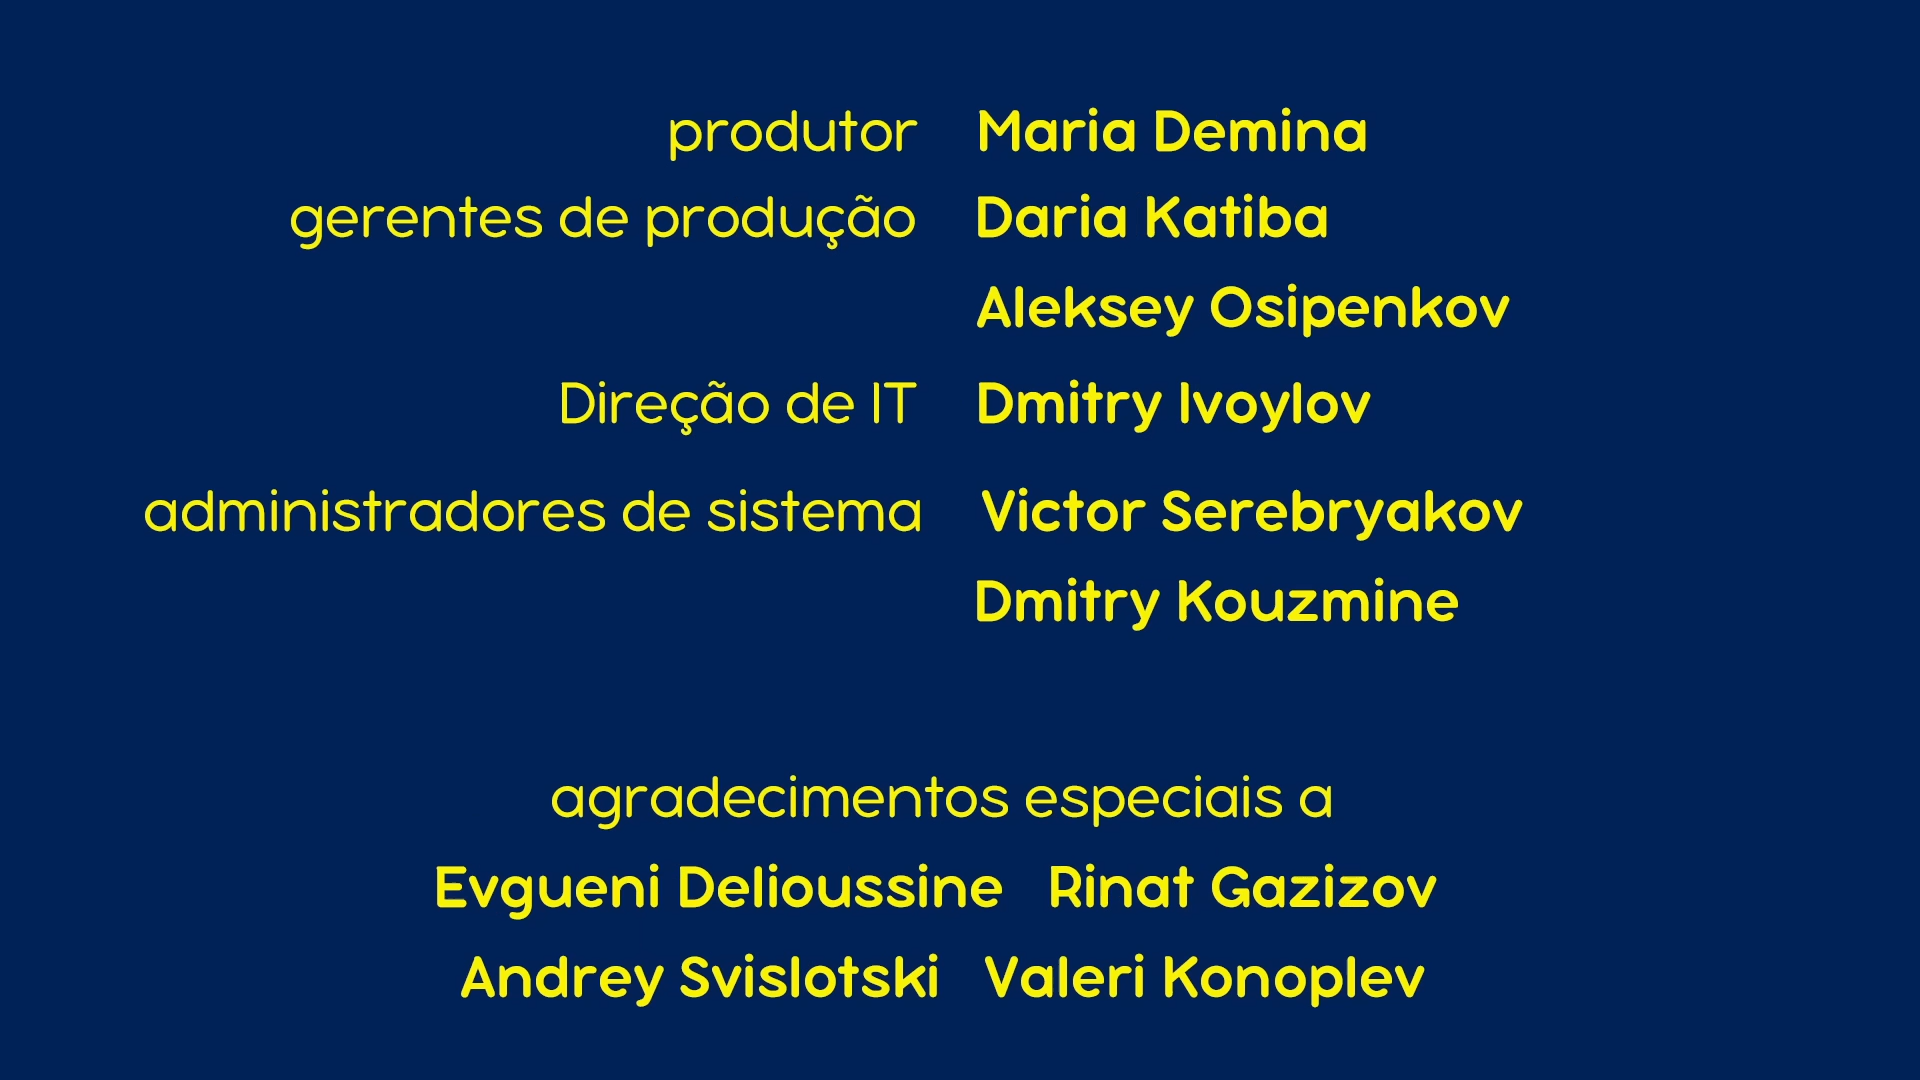 produtor Maria Demina
gerentes de produção Daria Katiba
Aleksey Osipenkov
Direção de IT Dmitry Ivoylov
administradores de sistema Victor Serebryakov
Dmitry Kouzmine
agradecimentos especiais a
Evgueni Delioussine Rinat Gazizov
Andrey Svislotski Valeri Konoplev